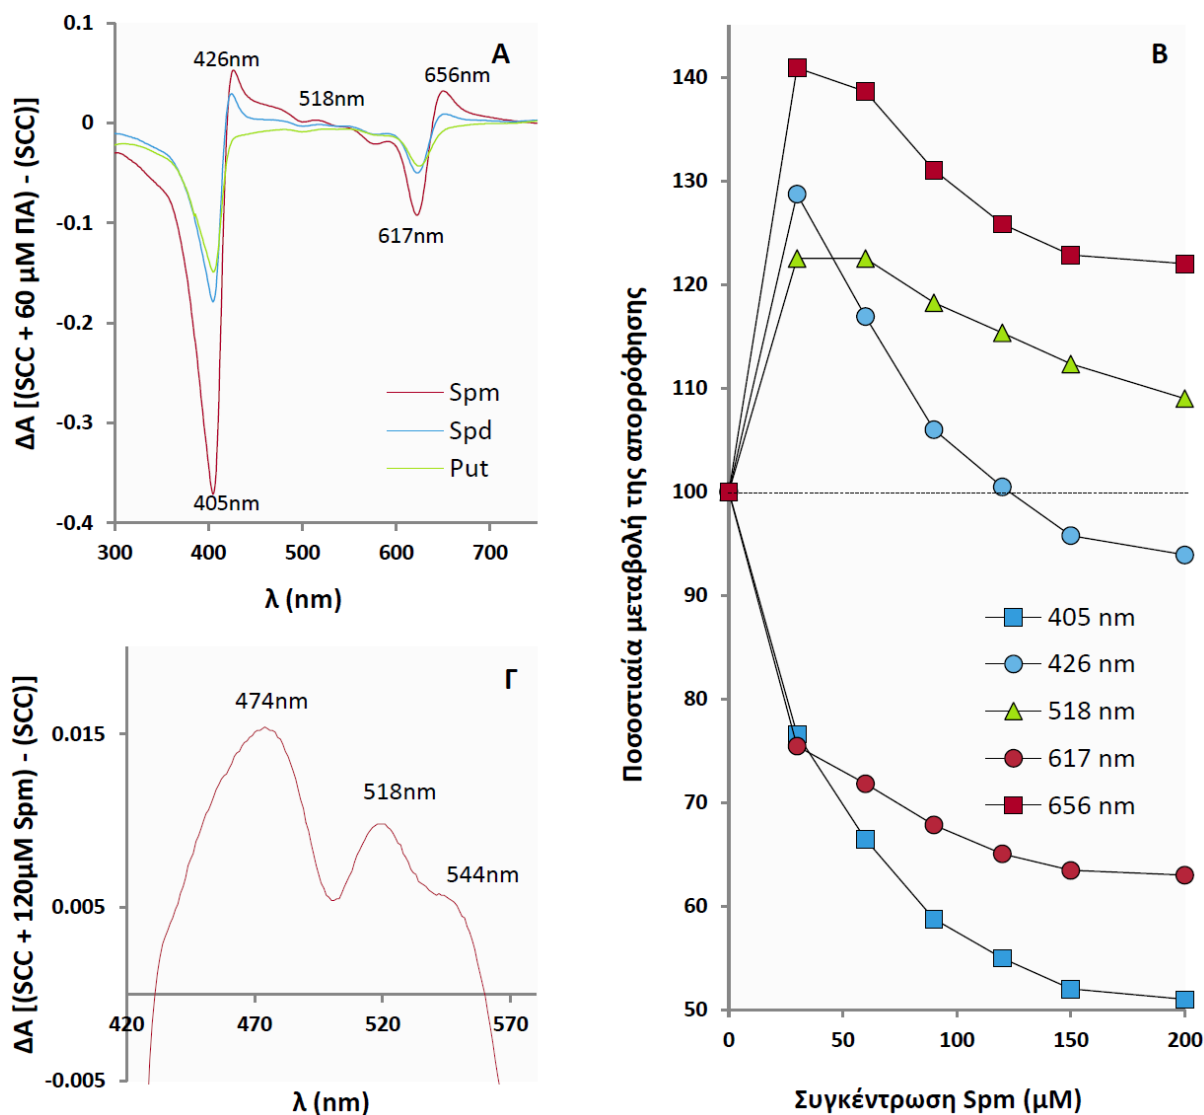 A
ΔA [(SCC + 60 μM ΠΑ) - (SCC)]
0.1
0
-0.1
-0.2
-0.3
-0.4
426nm
518nm
656nm
617nm
405nm
Spm
Spd
Put
300 400 500 600 700
λ (nm)
Γ
ΔA [(SCC + 120μM Spm) - (SCC)]
0.015
0.005
-0.005
474nm
518nm
544nm
420 470 520 570
λ (nm)
B
Ποσοστιαία μεταβολή της απορρόφησης
140
130
120
110
100
90
80
70
60
50
405 nm
426 nm
518 nm
617 nm
656 nm
0 50 100 150 200
Συγκέντρωση Spm (μM)